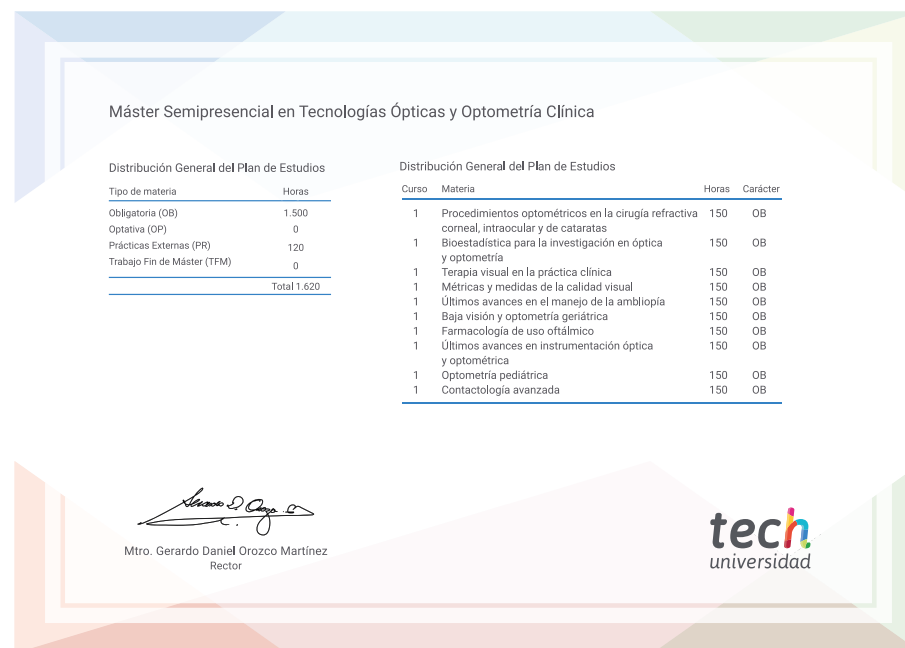 Máster Semipresencial en Tecnologías Ópticas y Optometría Clínica
Distribución General del Plan de Estudios
Tipo de materia Horas
Obligatoria (OB) 1.500
Optativa (OP) 0
Prácticas Externas (PR) 120
Trabajo Fin de Máster (TFM) 0
Total 1.620
Distribución General del Plan de Estudios
Curso Materia Horas Carácter
1 Procedimientos optométricos en la cirugía refractiva 150 OB
corneal, intraocular y de cataratas
1 Bioestadística para la investigación en óptica 150 OB
y optometría
1 Terapia visual en la práctica clínica 150 OB
1 Métricas y medidas de la calidad visual 150 OB
1 Últimos avances en el manejo de la ambliopía 150 OB
1 Baja visión y optometría geriátrica 150 OB
1 Farmacología de uso oftálmico 150 OB
1 Últimos avances en instrumentación óptica 150 OB
y optométrica
1 Optometría pediátrica 150 OB
1 Contactología avanzada 150 OB
Mtro. Gerardo Daniel Orozco Martínez
Rector
tech
universidad